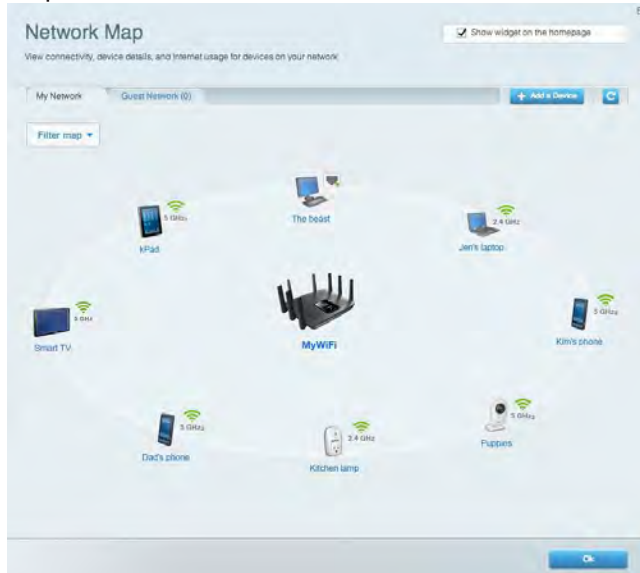 Network Map
Show widget on the homepage
View connectivity, device details, and Internet usage for devices on your network
My Network
Guest Network (0)
+ Add a Device
Filter map
5 GHz
kPad
The beast
2.4 GHz
Jen's laptop
5 GHz
Smart TV
MyWiFi
5 GHz
Kim's phone
5 GHz
Dad's phone
2.4 GHz
Kitchen lamp
5 GHz
Puppies
Ok